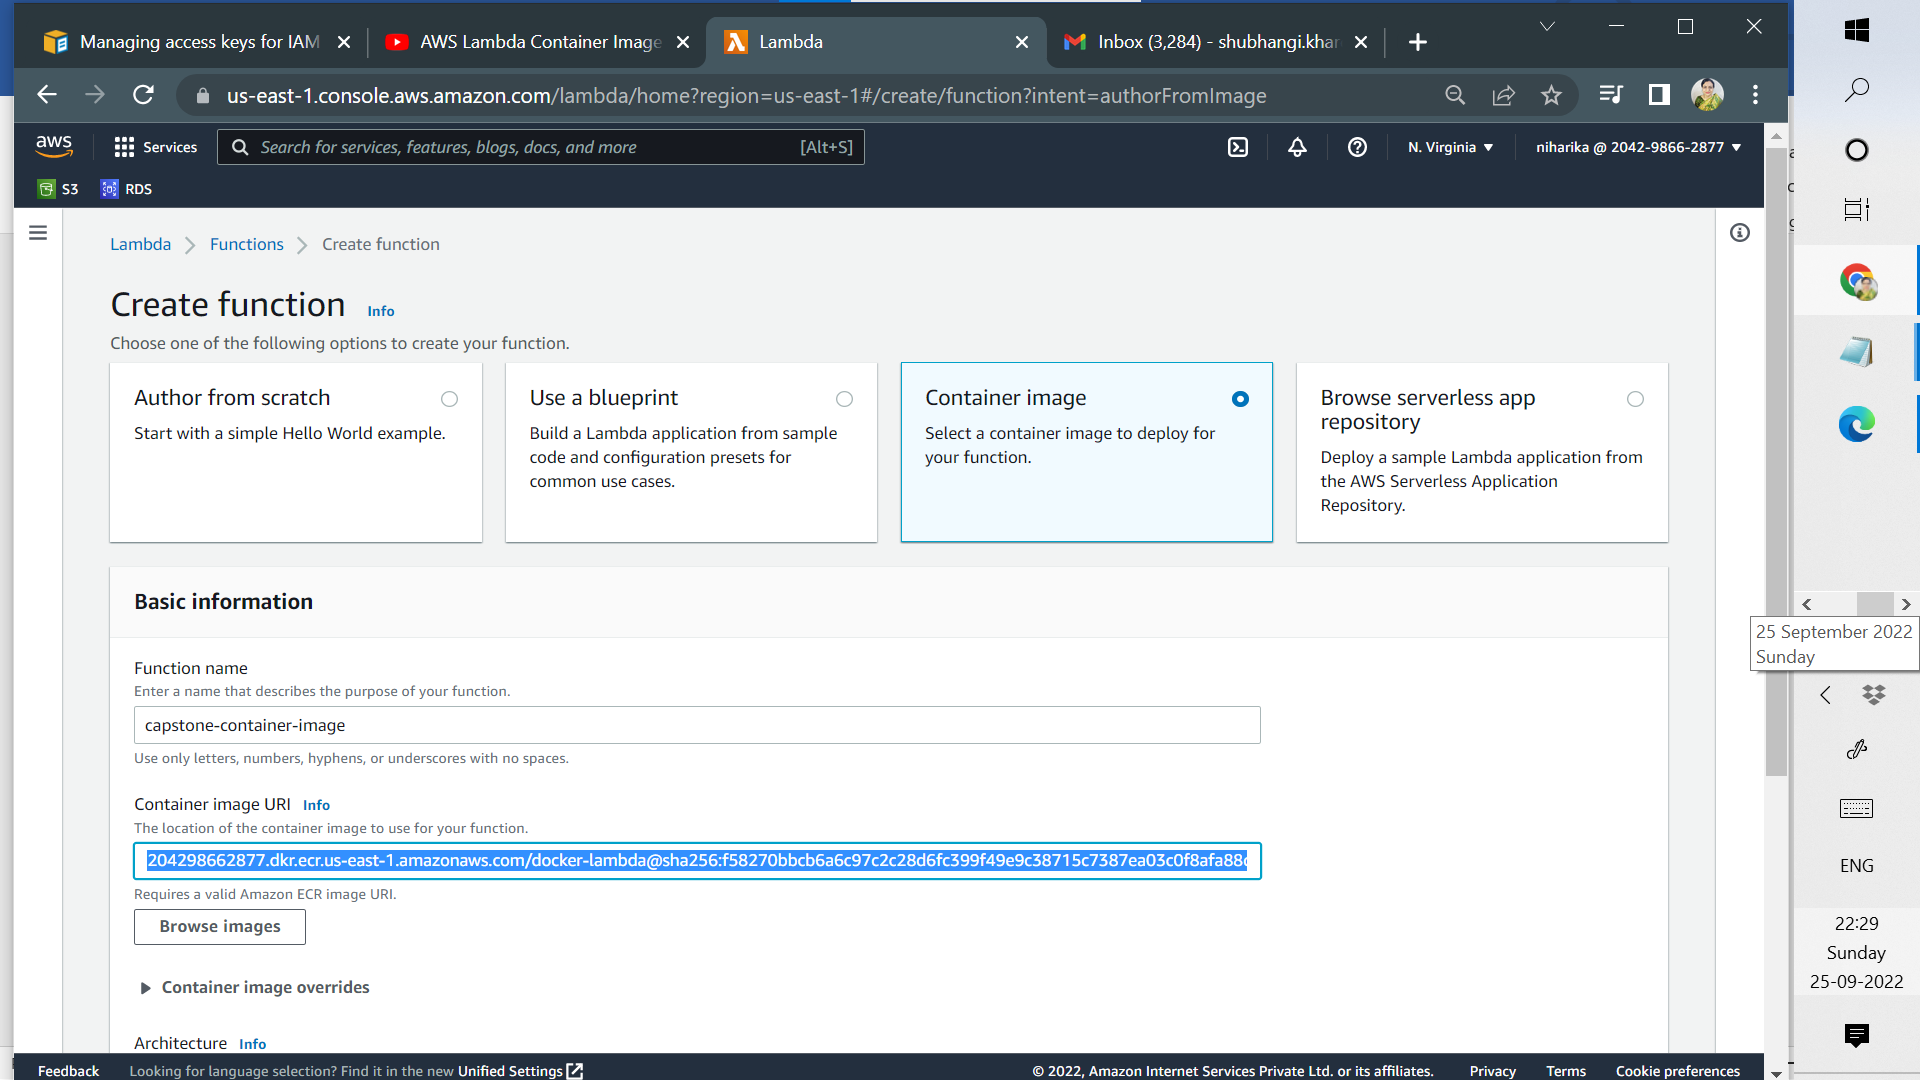 Managing access keys for IAM
AWS Lambda Container Image
Lambda
Inbox (3,284) - shubhangi.khar
us-east-1.console.aws.amazon.com/lambda/home?region=us-east-1#/create/function?intent=authorFromImage
aws
Services
Search for services, features, blogs, docs, and more
[Alt+S]
N. Virginia
niharika @ 2042-9866-2877
S3
RDS
Lambda
Functions
Create function
Create function
Info
Choose one of the following options to create your function.
Author from scratch
Start with a simple Hello World example.
Use a blueprint
Build a Lambda application from sample
code and configuration presets for
common use cases.
Container image
Select a container image to deploy for
your function.
Browse serverless app
repository
Deploy a sample Lambda application from
the AWS Serverless Application
Repository.
Basic information
Function name
Enter a name that describes the purpose of your function.
capstone-container-image
Use only letters, numbers, hyphens, or underscores with no spaces.
Container image URI Info
The location of the container image to use for your function.
204298662877.dkr.ecr.us-east-1.amazonaws.com/docker-lambda@sha256:f58270bbcb6a6c97c2c28d6fc399f49e9c38715c7387ea03c0f8afa88
Requires a valid Amazon ECR image URI.
Browse images
Container image overrides
Architecture Info
Feedback
Looking for language selection? Find it in the new Unified Settings
© 2022, Amazon Internet Services Private Ltd. or its affiliates.
Privacy
Terms
Cookie preferences
25 September 2022
Sunday
ENG
22:29
Sunday
25-09-2022